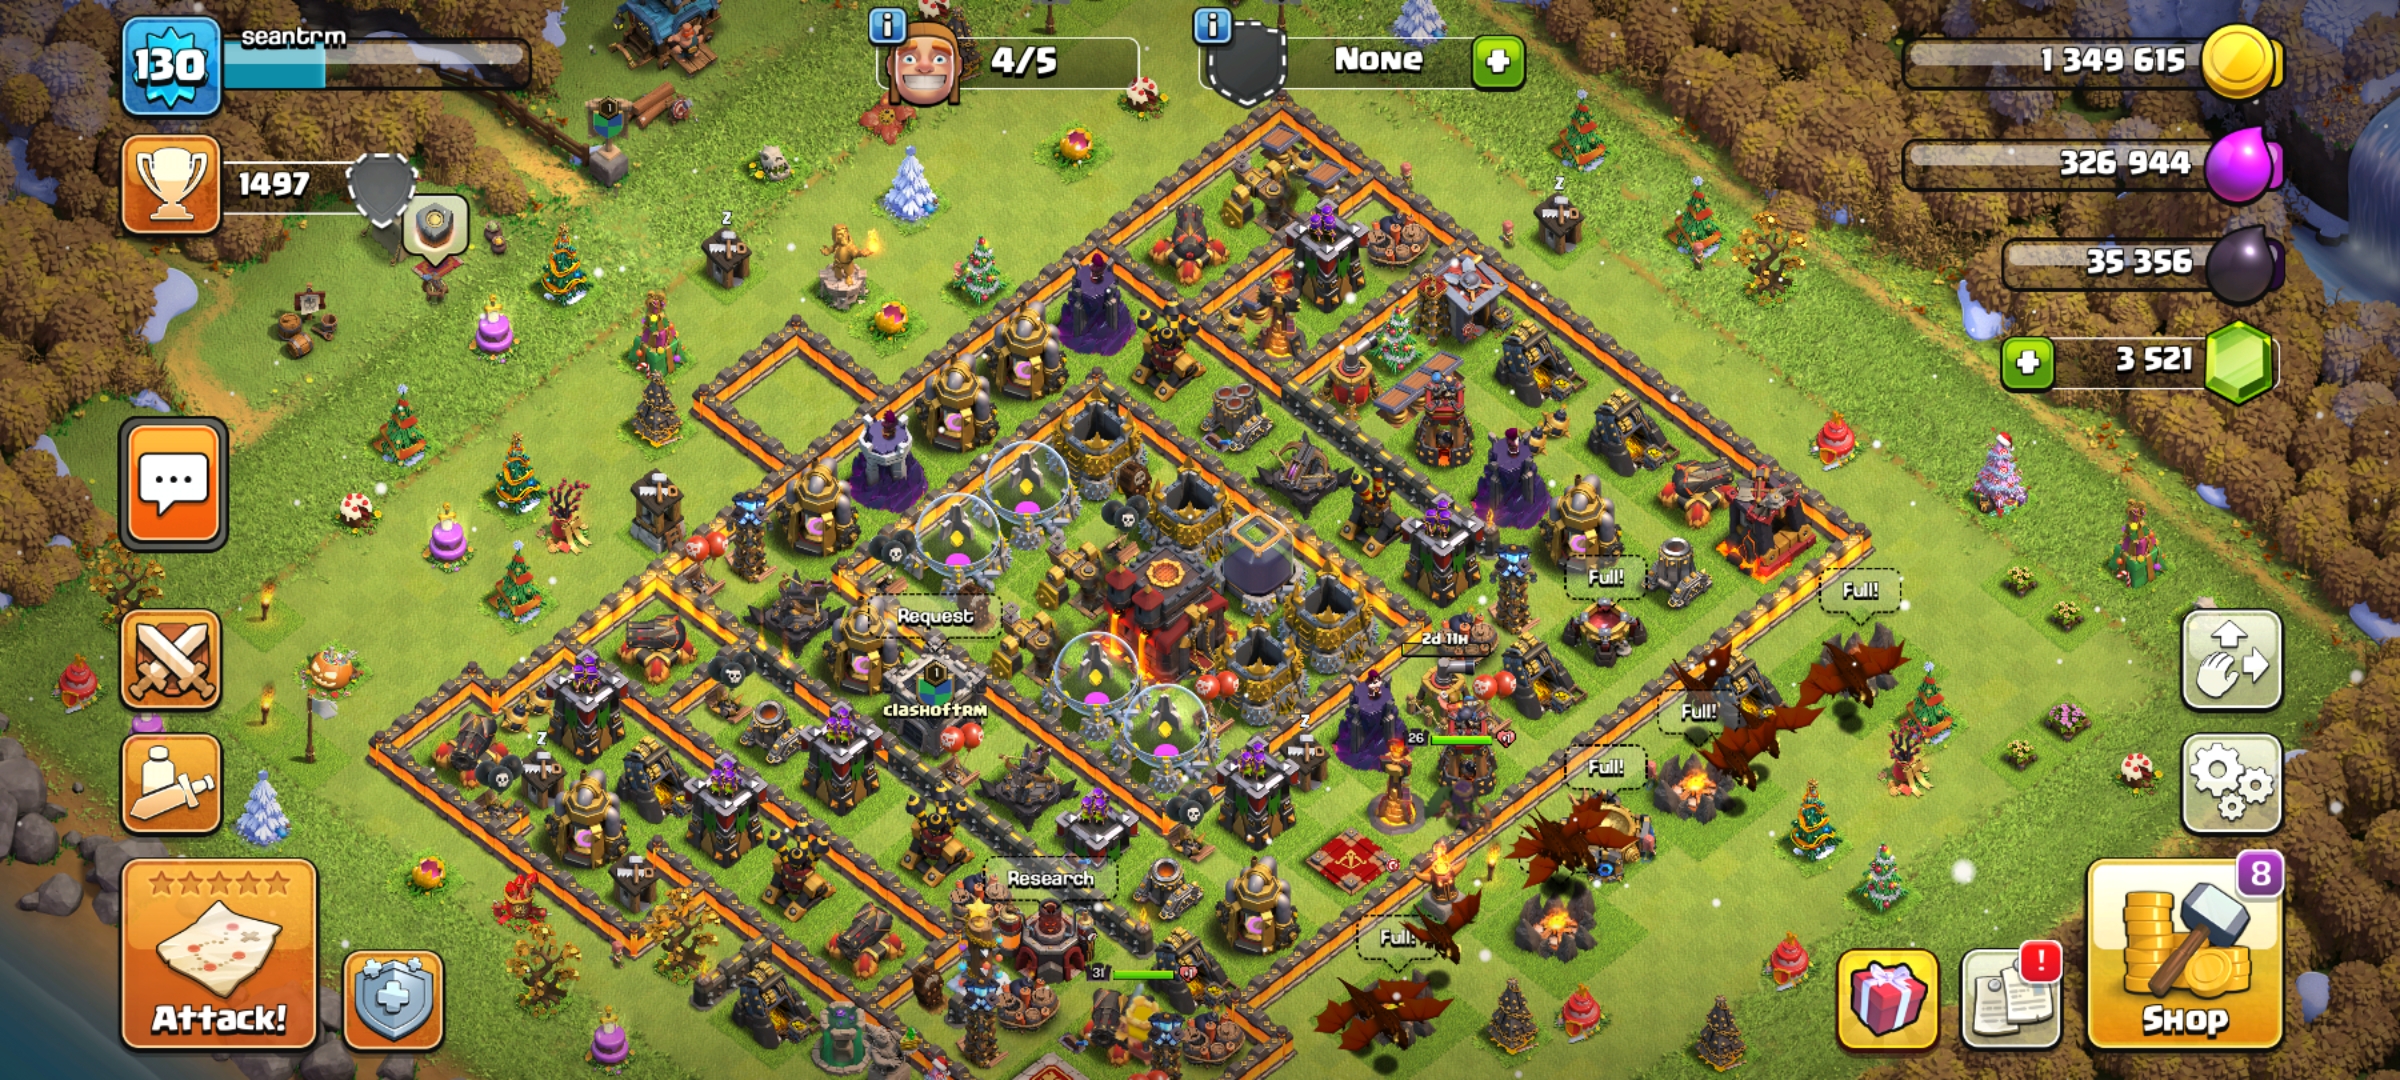 seantrm
130
4/5
None
1 349 615
1497
326 944
35 356
3 521
z
z
Full!
Full!
Request
2d 11H
clashoftRM
Full!
z
26
z
Full!
8
Research
Full!
31
!
Attack!
Shop